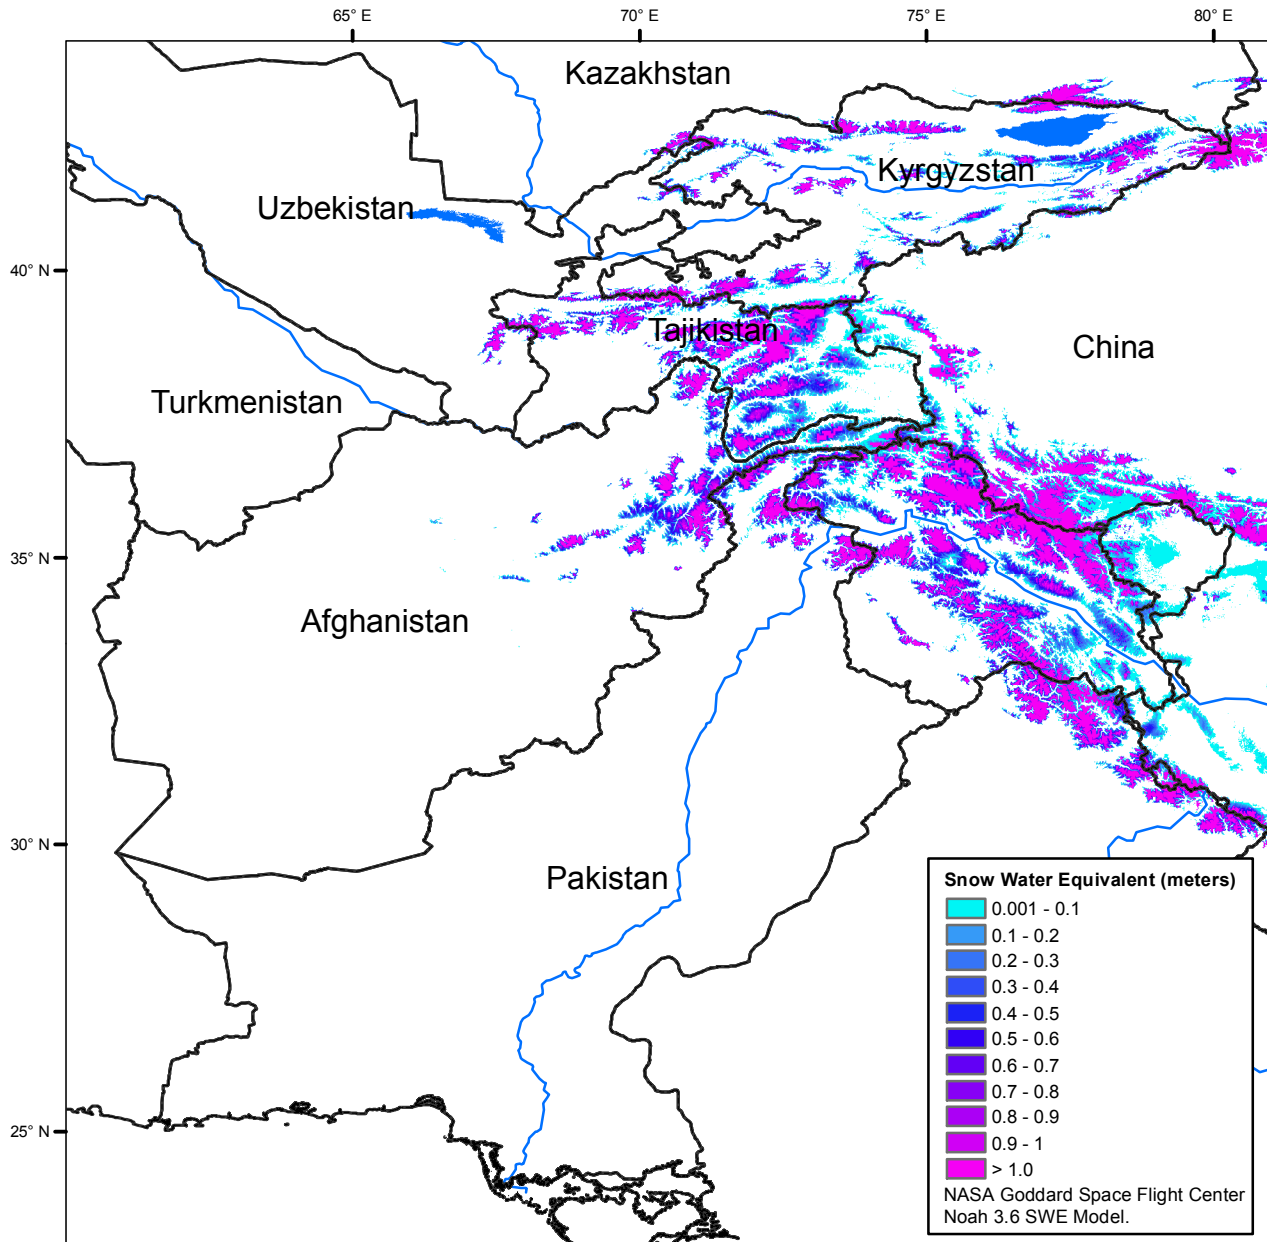 65° E
70° E
75° E
80° E
Kazakhstan
Kyrgyzstan
Uzbekistan
40° N
Tajikistan
China
Turkmenistan
35° N
Afghanistan
30° N
Pakistan
25° N
Snow Water Equivalent (meters)
0.001 - 0.1
0.1 - 0.2
0.2 - 0.3
0.3 - 0.4
0.4 - 0.5
0.5 - 0.6
0.6 - 0.7
0.7 - 0.8
0.8 - 0.9
0.9 - 1
> 1.0
NASA Goddard Space Flight Center
Noah 3.6 SWE Model.